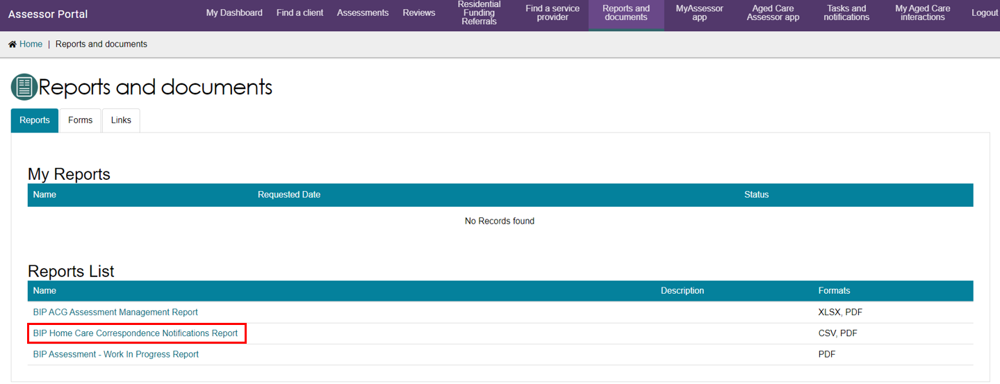 Assessor Portal
My Dashboard
Find a client
Assessments
Reviews
Residential
Funding
Referrals
Find a service
provider
Reports and
documents
MyAssessor
app
Aged Care
Assessor app
Tasks and
notifications
My Aged Care
interactions
Logout
Home | Reports and documents
Reports and documents
Reports Forms Links
My Reports
Name Requested Date Status
No Records found
Reports List
Name Description Formats
BIP ACG Assessment Management Report XLSX, PDF
BIP Home Care Correspondence Notifications Report CSV, PDF
BIP Assessment - Work In Progress Report PDF